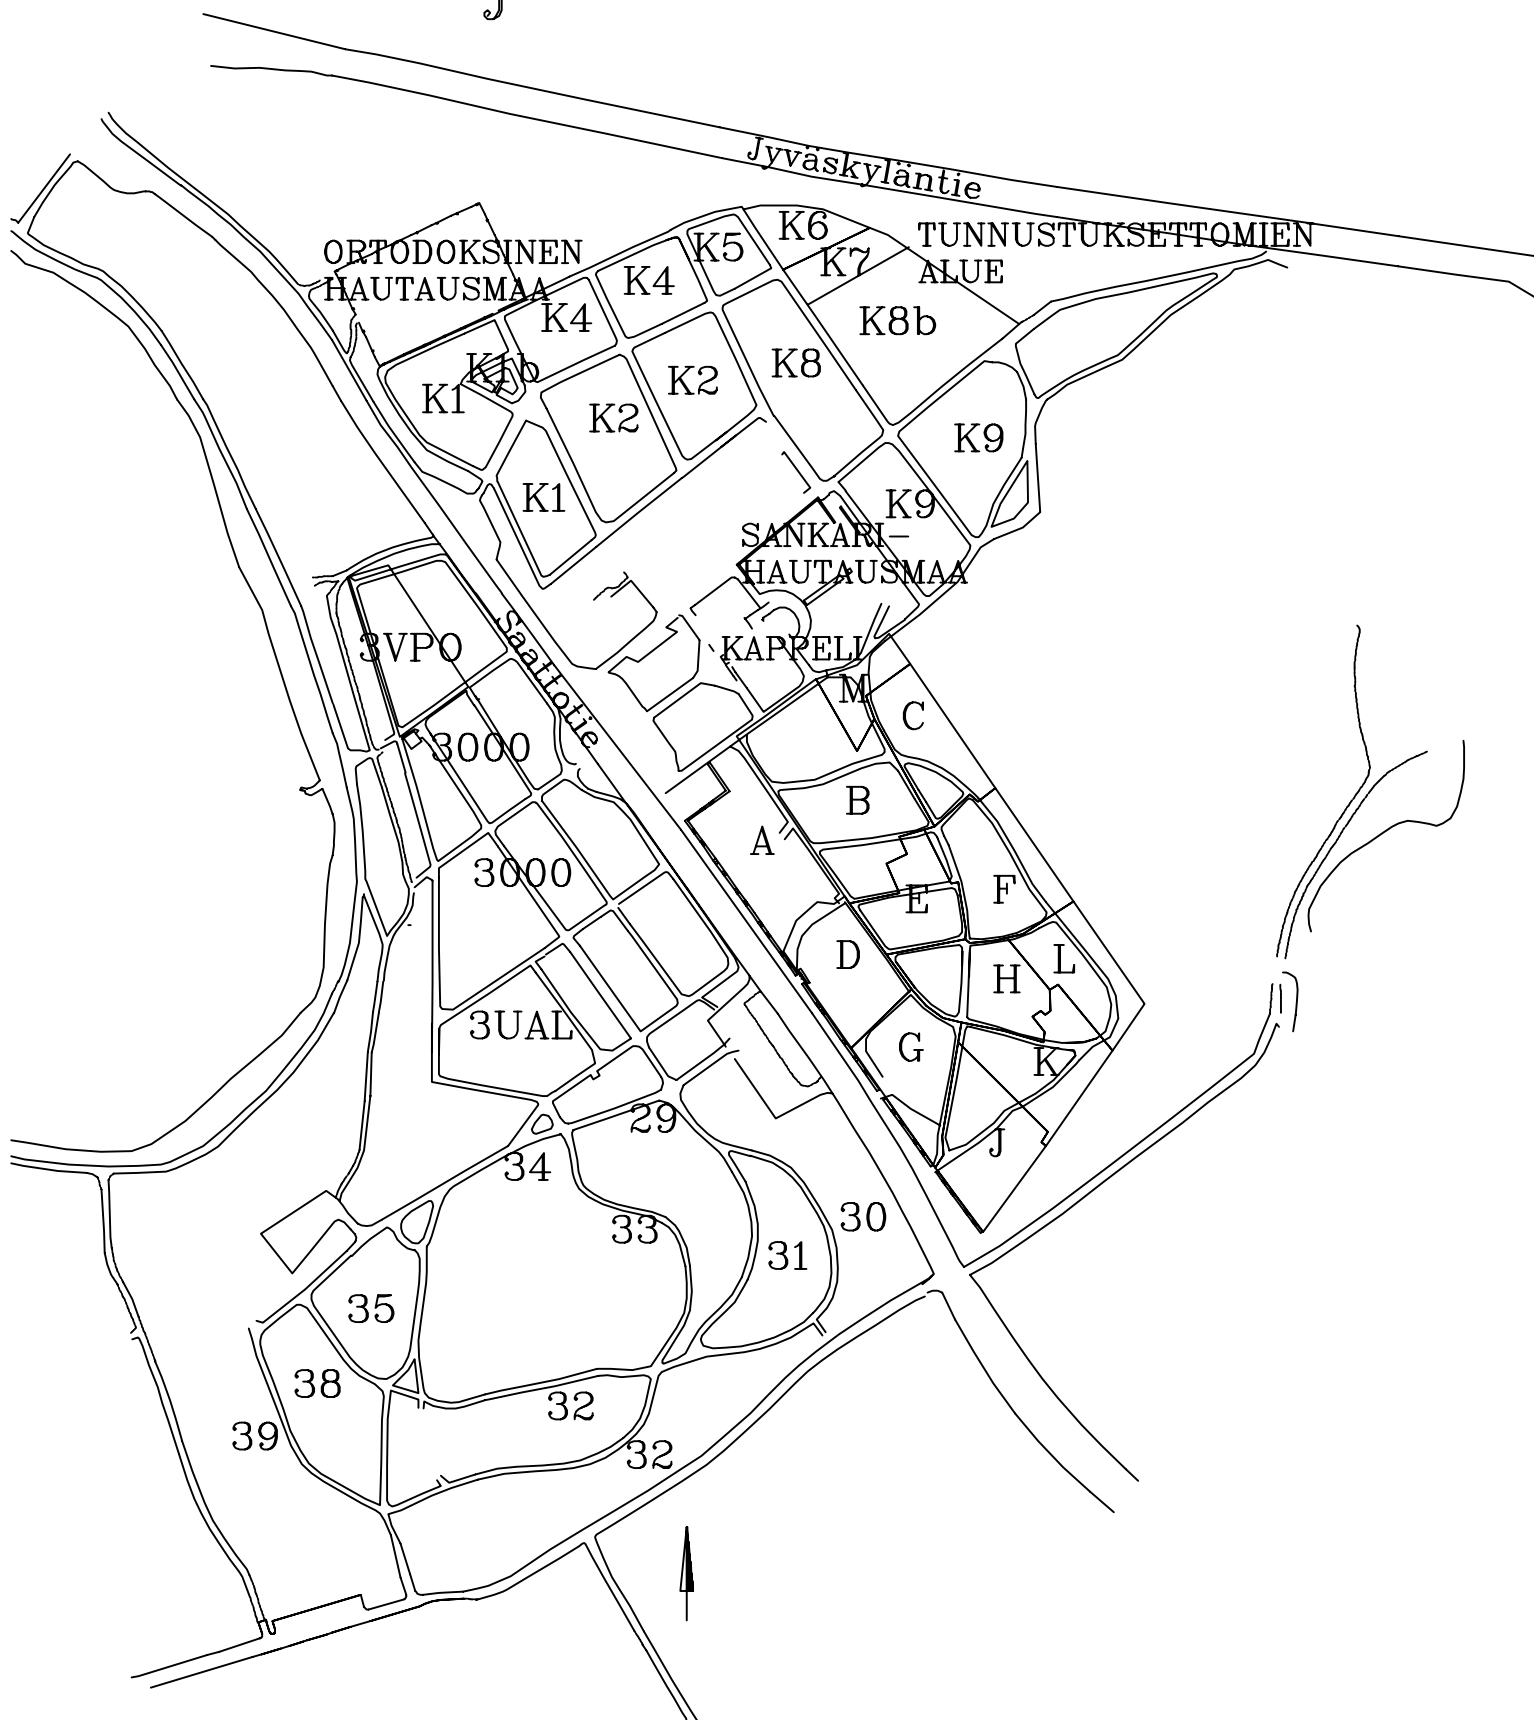 Jyväskyläntie
K6
TUNNUSTUKSETTOMIEN
ALUE
K5
K7
ORTODOKSINEN
HAUTAUSMAA
K4
K4
K8b
K1b
K8
K2
K1
K2
K9
K1
K9
SANKARI-
HAUTAUSMAA
Saattotie
3VPO
KAPPELI
M
C
3000
B
A
3000
F
E
D
L
H
3UAL
G
K
29
J
34
30
33
31
35
38
32
39
32